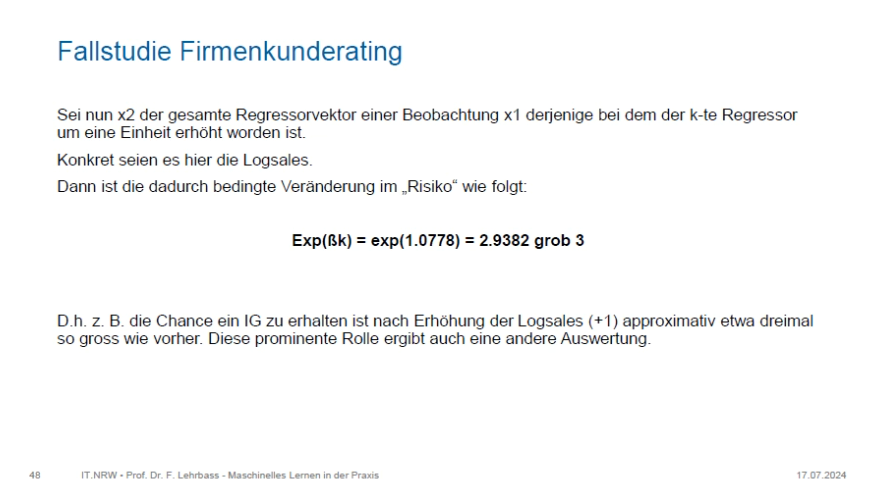 Fallstudie Firmenkunderating
Sei nun x2 der gesamte Regressorvektor einer Beobachtung x1 derjenige bei dem der k-te Regressor
um eine Einheit erhöht worden ist.
Konkret seien es hier die Logsales.
Dann ist die dadurch bedingte Veränderung im „Risiko“ wie folgt:
Exp(ßk) = exp(1.0778) = 2.9382 grob 3
D.h. z. B. die Chance ein IG zu erhalten ist nach Erhöhung der Logsales (+1) approximativ etwa dreimal
so gross wie vorher. Diese prominente Rolle ergibt auch eine andere Auswertung.
48 IT.NRW • Prof. Dr. F. Lehrbass - Maschinelles Lernen in der Praxis 17.07.2024